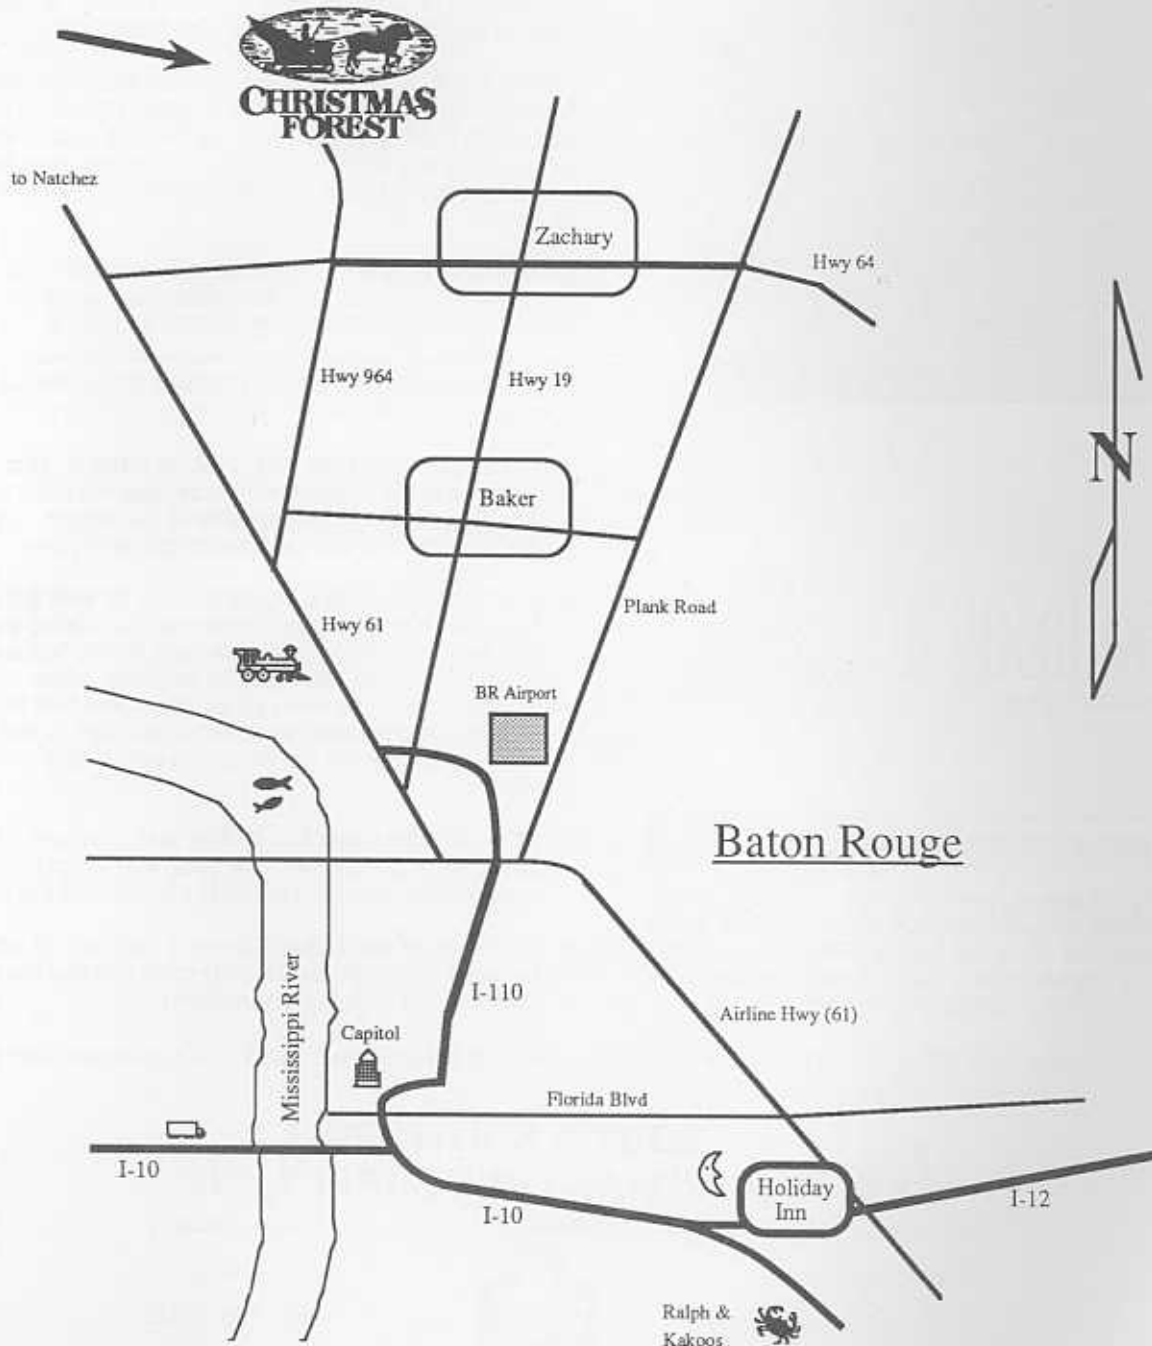 CHRISTMAS
FOREST
to Natchez
Zachary
Hwy 64
Hwy 964
Hwy 19
N
Baker
Plank Road
Hwy 61
BR Airport
Baton Rouge
Mississippi River
I-110
Capitol
Airline Hwy (61)
Florida Blvd
I-10
Holiday
Inn
I-12
I-10
Ralph &
Kakoos